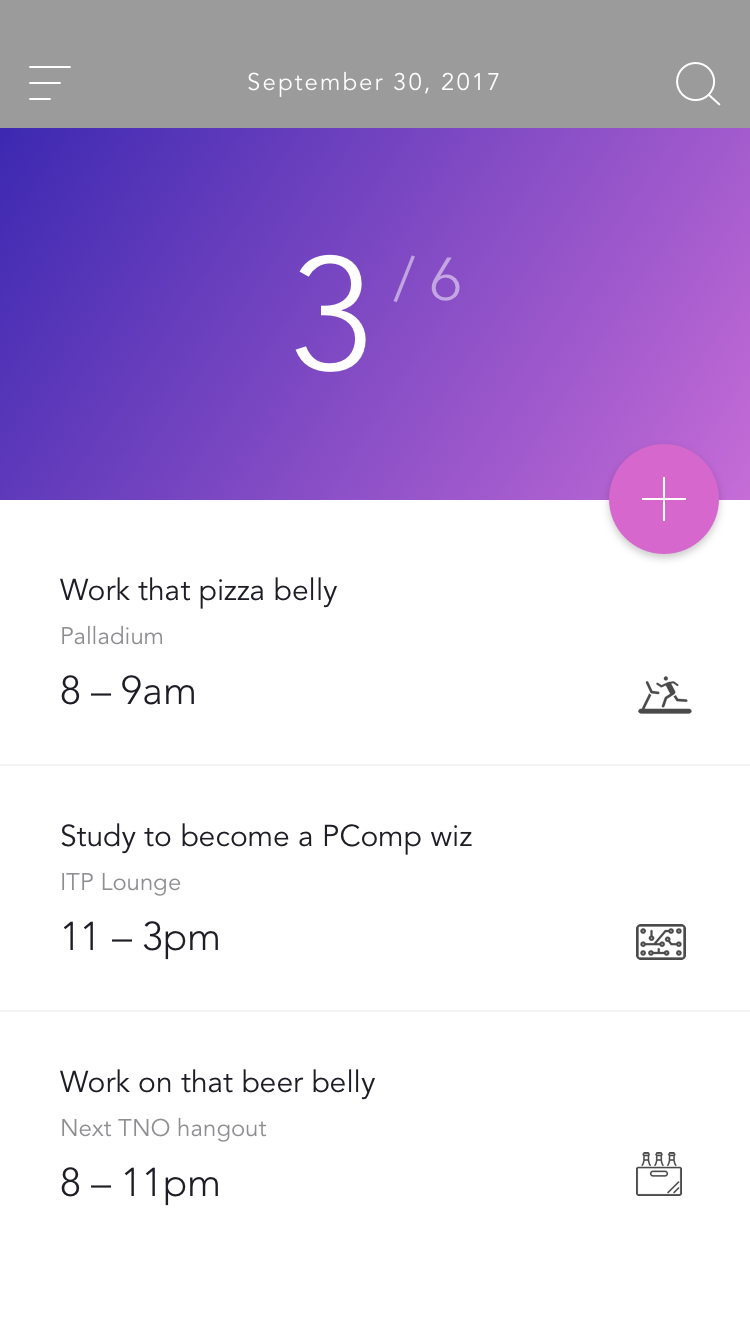 September 30, 2017
3 / 6
Work that pizza belly
Palladium
8 – 9am
Study to become a PComp wiz
ITP Lounge
11 – 3pm
Work on that beer belly
Next TNO hangout
8 – 11pm